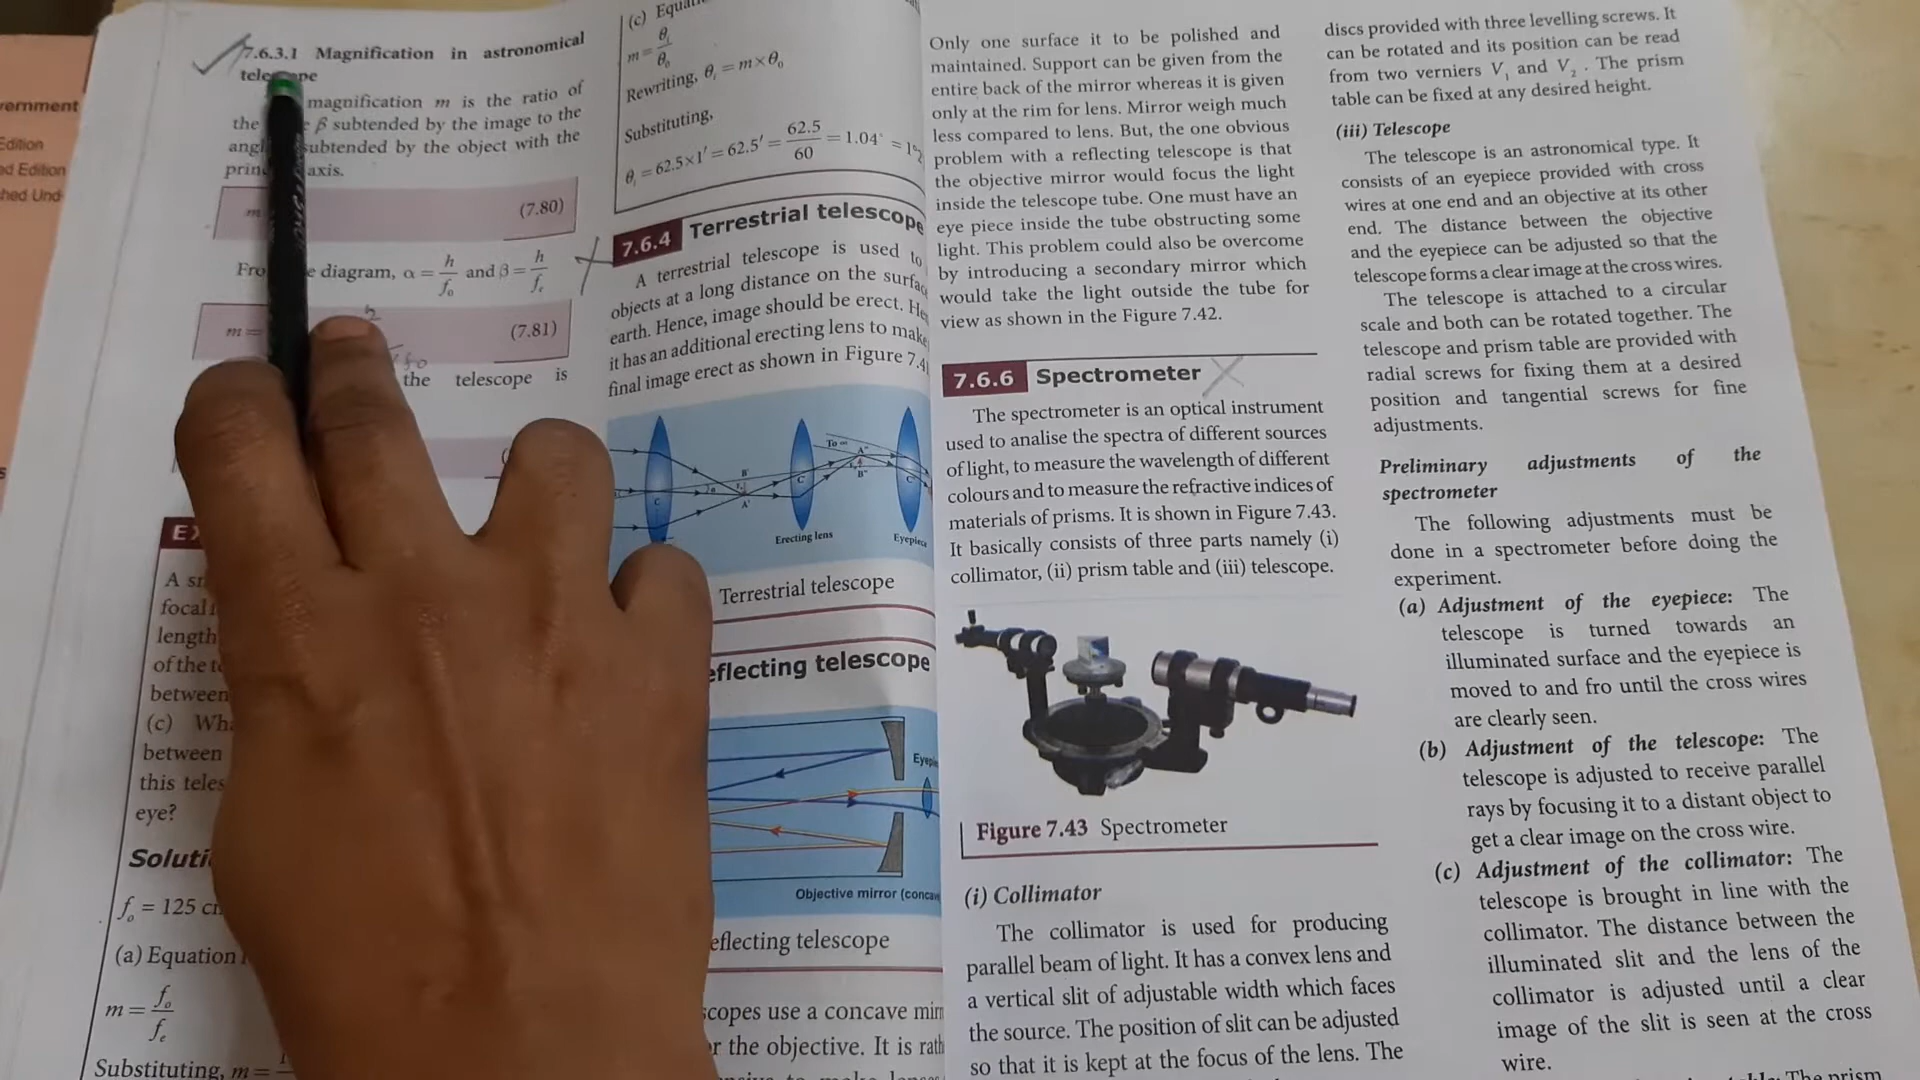 vernment
Edition
ed Edition
hed Und
7.6.3.1 Magnification in astronomical
magnification m is the ratio of
the β subtended by the image to the
subtended by the object with the
axis.
m
(7.80)
diagram, α = h/f₀ and β = h/fₑ
m =
(7.81)
the telescope is
A
focal
length
of the
between
(c)
between
this
eye?
f₀ = 125
(a) Equation
m = f₀/fₑ
Substituting, m =
(c)
m = θᵢ/θ₀
Rewriting, θᵢ = m × θ₀
Substituting,
θᵢ = 62.5 × 1′ = 62.5′ = 62.5/60 = 1.04°
7.6.4 Terrestrial telescope
A terrestrial telescope is used to
objects at a long distance on the
earth. Hence, image should be erect.
it has an additional erecting lens to make
final image erect as shown in Figure
To ∞
B'
A'
A"
B"
C
C
C
Erecting lens
Eyepiece
Terrestrial telescope
eflecting telescope
Objective mirror
eflecting telescope
scopes use a concave
the objective. It is
Only one surface it to be polished and
maintained. Support can be given from the
entire back of the mirror whereas it is given
only at the rim for lens. Mirror weigh much
less compared to lens. But, the one obvious
problem with a reflecting telescope is that
the objective mirror would focus the light
inside the telescope tube. One must have an
eye piece inside the tube obstructing some
light. This problem could also be overcome
by introducing a secondary mirror which
would take the light outside the tube for
view as shown in the Figure 7.42.
7.6.6 Spectrometer
The spectrometer is an optical instrument
used to analise the spectra of different sources
of light, to measure the wavelength of different
colours and to measure the refractive indices of
materials of prisms. It is shown in Figure 7.43.
It basically consists of three parts namely (i)
collimator, (ii) prism table and (iii) telescope.
Figure 7.43 Spectrometer
(i) Collimator
The collimator is used for producing
parallel beam of light. It has a convex lens and
a vertical slit of adjustable width which faces
the source. The position of slit can be adjusted
so that it is kept at the focus of the lens. The
discs provided with three levelling screws. It
can be rotated and its position can be read
from two verniers V₁ and V₂. The prism
table can be fixed at any desired height.
(iii) Telescope
The telescope is an astronomical type. It
consists of an eyepiece provided with cross
wires at one end and an objective at its other
end. The distance between the objective
and the eyepiece can be adjusted so that the
telescope forms a clear image at the cross wires.
The telescope is attached to a circular
scale and both can be rotated together. The
telescope and prism table are provided with
radial screws for fixing them at a desired
position and tangential screws for fine
adjustments.
Preliminary adjustments of the
spectrometer
The following adjustments must be
done in a spectrometer before doing the
experiment.
(a) Adjustment of the eyepiece: The
telescope is turned towards an
illuminated surface and the eyepiece is
moved to and fro until the cross wires
are clearly seen.
(b) Adjustment of the telescope: The
telescope is adjusted to receive parallel
rays by focusing it to a distant object to
get a clear image on the cross wire.
(c) Adjustment of the collimator: The
telescope is brought in line with the
collimator. The distance between the
illuminated slit and the lens of the
collimator is adjusted until a clear
image of the slit is seen at the cross
wire.
The prism